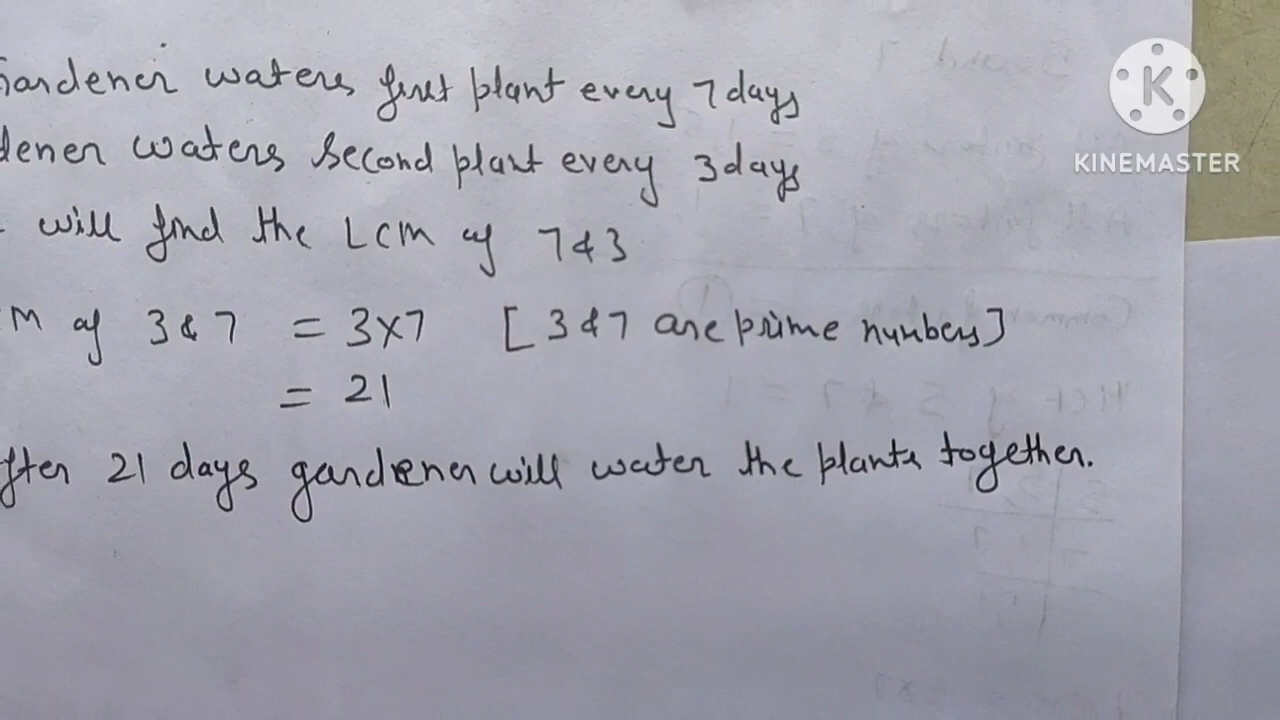 Gardener waters first plant every 7 days
dener waters second plant every 3 days
will find the LCM of 7 & 3
M of 3 & 7 = 3×7 [3 & 7 are prime numbers]
= 21
fter 21 days gardener will water the plants together.
K
KINEMASTER